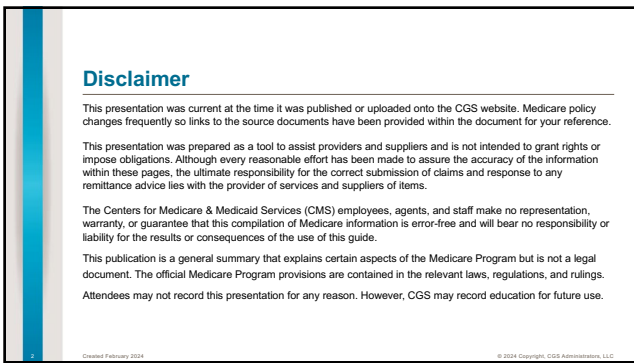 Disclaimer
This presentation was current at the time it was published or uploaded onto the CGS website. Medicare policy
changes frequently so links to the source documents have been provided within the document for your reference.
This presentation was prepared as a tool to assist providers and suppliers and is not intended to grant rights or
impose obligations. Although every reasonable effort has been made to assure the accuracy of the information
within these pages, the ultimate responsibility for the correct submission of claims and response to any
remittance advice lies with the provider of services and suppliers of items.
The Centers for Medicare & Medicaid Services (CMS) employees, agents, and staff make no representation,
warranty, or guarantee that this compilation of Medicare information is error-free and will bear no responsibility or
liability for the results or consequences of the use of this guide.
This publication is a general summary that explains certain aspects of the Medicare Program but is not a legal
document. The official Medicare Program provisions are contained in the relevant laws, regulations, and rulings.
Attendees may not record this presentation for any reason. However, CGS may record education for future use.
2 Created February 2024 © 2024 Copyright, CGS Administrators, LLC